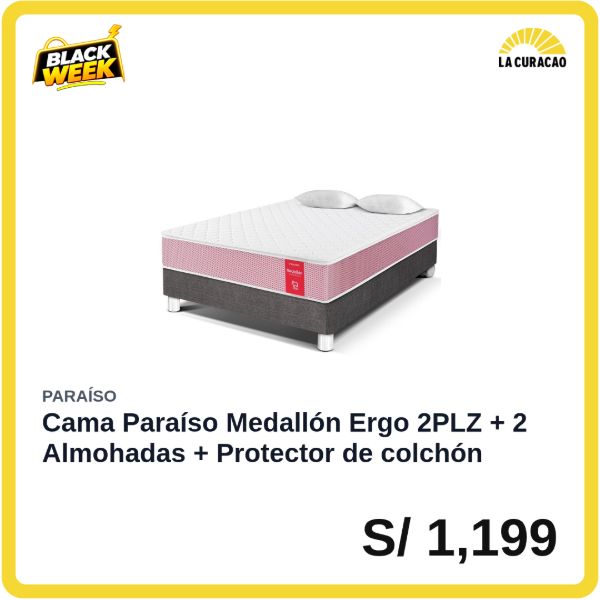 BLACK
WEEK
LA CURACAO
PARAÍSO
Cama Paraíso Medallón Ergo 2PLZ + 2
Almohadas + Protector de colchón
S/ 1,199